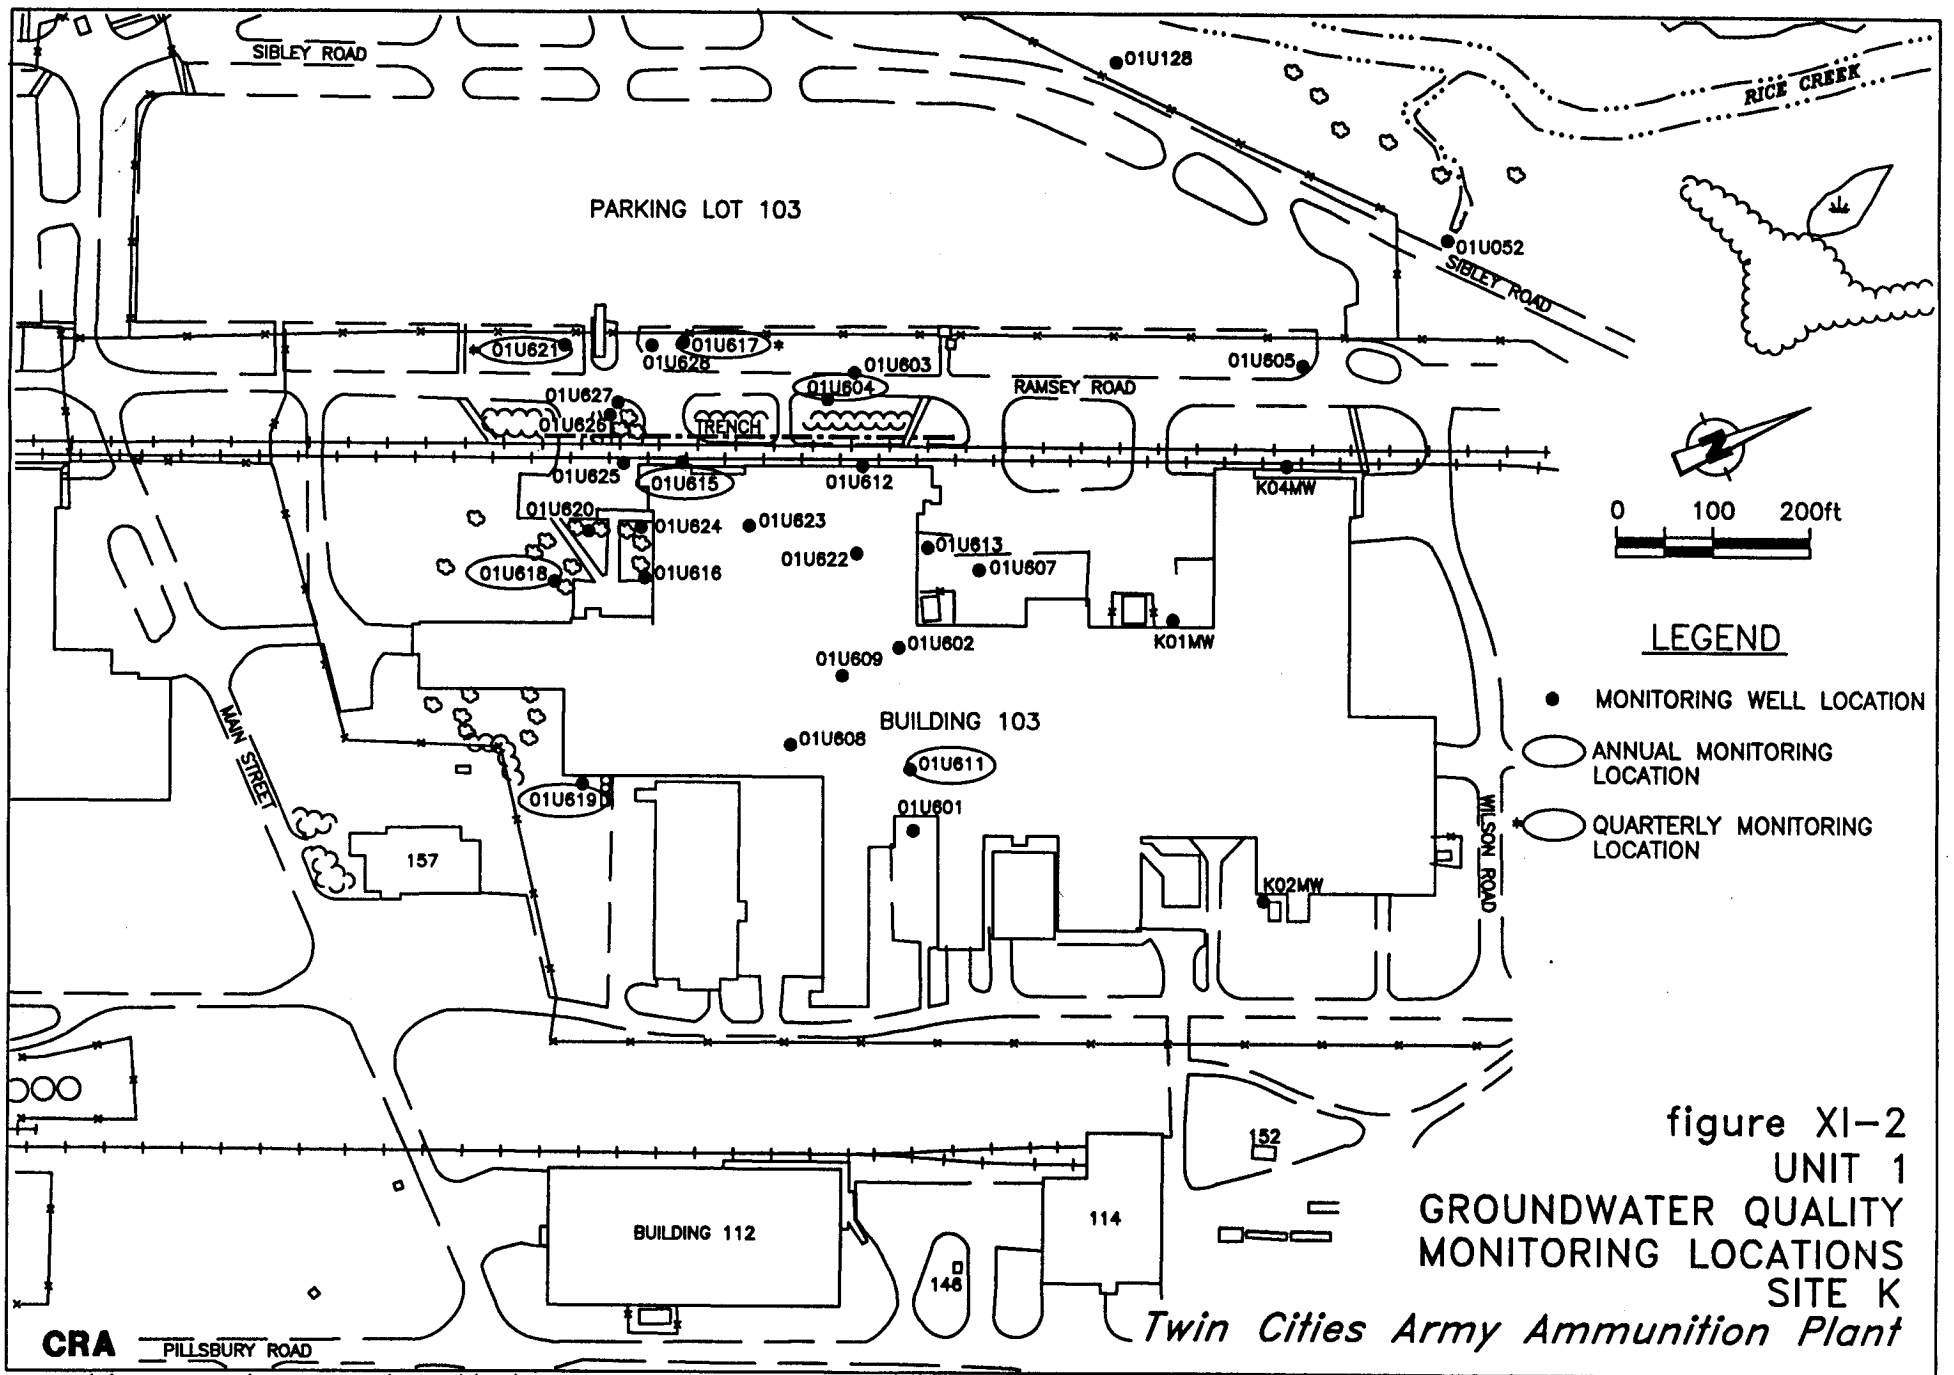 SIBLEY ROAD
01U128
RICE CREEK
PARKING LOT 103
01U052
SIBLEY ROAD
* 01U621
01U628
01U617 *
01U603
01U604
01U605
RAMSEY ROAD
01U627
01U626
TRENCH
01U625
01U615
01U612
K04MW
N
0 100 200ft
01U620
01U624
01U623
01U622
01U613
01U607
01U618
01U616
K01MW
01U602
01U609
LEGEND
MONITORING WELL LOCATION
ANNUAL MONITORING
LOCATION
* QUARTERLY MONITORING
LOCATION
MAIN STREET
BUILDING 103
01U608
01U611
01U619
01U601
WILSON ROAD
157
K02MW
152
BUILDING 112
114
146
figure XI-2
UNIT 1
GROUNDWATER QUALITY
MONITORING LOCATIONS
SITE K
Twin Cities Army Ammunition Plant
CRA
PILLSBURY ROAD